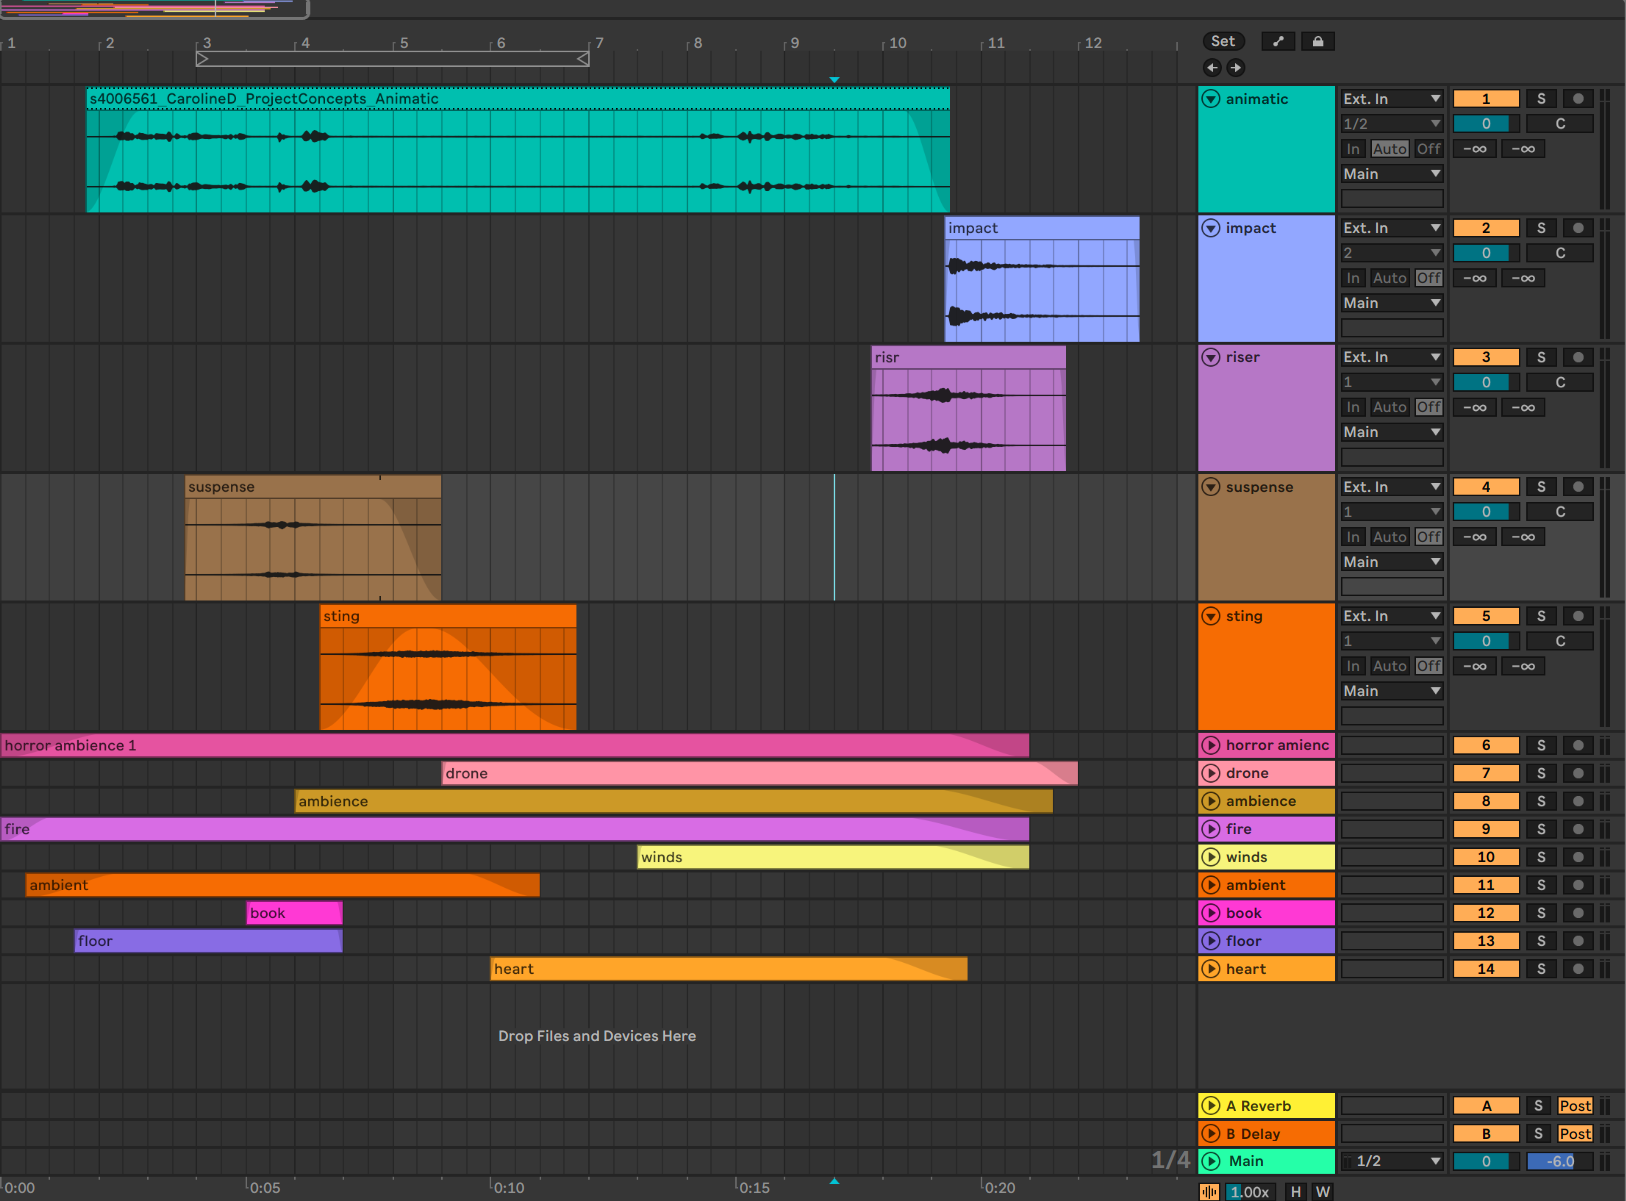 1 2 3 4 5 6 7 8 9 10 11 12 Set
s4006561_CarolineD_ProjectConcepts_Animatic animatic Ext. In 1 S
1/2 0 C
In Auto Off -∞ -∞
Main
impact impact Ext. In 2 S
2 0 C
In Auto Off -∞ -∞
Main
risr riser Ext. In 3 S
1 0 C
In Auto Off -∞ -∞
Main
suspense suspense Ext. In 4 S
1 0 C
In Auto Off -∞ -∞
Main
sting sting Ext. In 5 S
1 0 C
In Auto Off -∞ -∞
Main
horror ambience 1 horror amienc 6 S
drone drone 7 S
ambience ambience 8 S
fire fire 9 S
winds winds 10 S
ambient ambient 11 S
book book 12 S
floor floor 13 S
heart heart 14 S
Drop Files and Devices Here
A Reverb A S Post
B Delay B S Post
1/4 Main 1/2 0 -6.0
0:00 0:05 0:10 0:15 0:20 1.00x H W